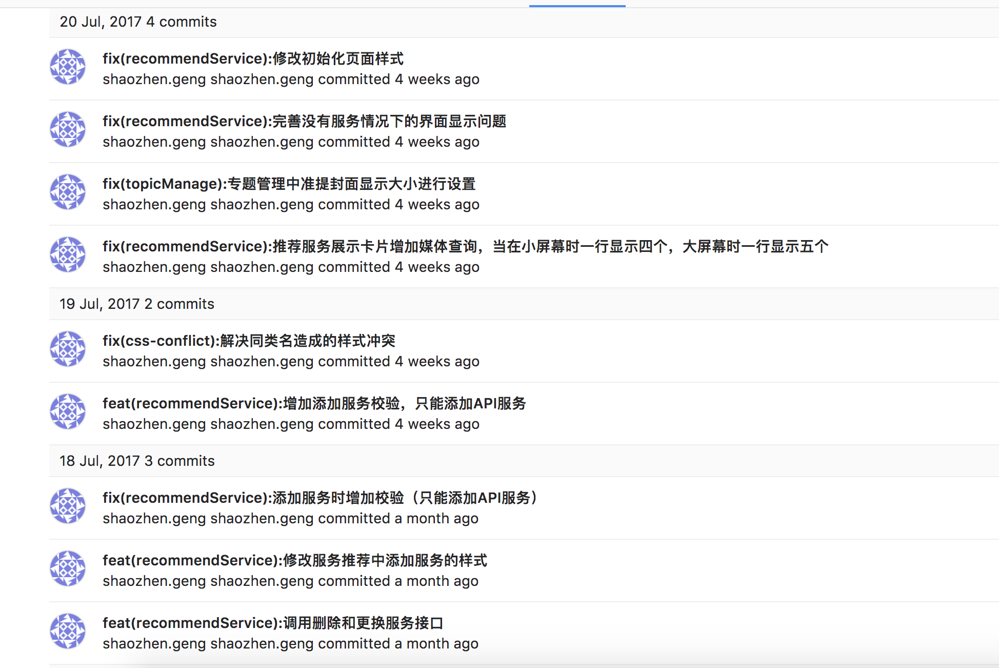 20 Jul, 2017 4 commits
fix(recommendService):修改初始化页面样式
shaozhen.geng shaozhen.geng committed 4 weeks ago
fix(recommendService):完善没有服务情况下的界面显示问题
shaozhen.geng shaozhen.geng committed 4 weeks ago
fix(topicManage):专题管理中准提封面显示大小进行设置
shaozhen.geng shaozhen.geng committed 4 weeks ago
fix(recommendService):推荐服务展示卡片增加媒体查询，当在小屏幕时一行显示四个，大屏幕时一行显示五个
shaozhen.geng shaozhen.geng committed 4 weeks ago
19 Jul, 2017 2 commits
fix(css-conflict):解决同类名造成的样式冲突
shaozhen.geng shaozhen.geng committed 4 weeks ago
feat(recommendService):增加添加服务校验，只能添加API服务
shaozhen.geng shaozhen.geng committed 4 weeks ago
18 Jul, 2017 3 commits
fix(recommendService):添加服务时增加校验（只能添加API服务）
shaozhen.geng shaozhen.geng committed a month ago
feat(recommendService):修改服务推荐中添加服务的样式
shaozhen.geng shaozhen.geng committed a month ago
feat(recommendService):调用删除和更换服务接口
shaozhen.geng shaozhen.geng committed a month ago